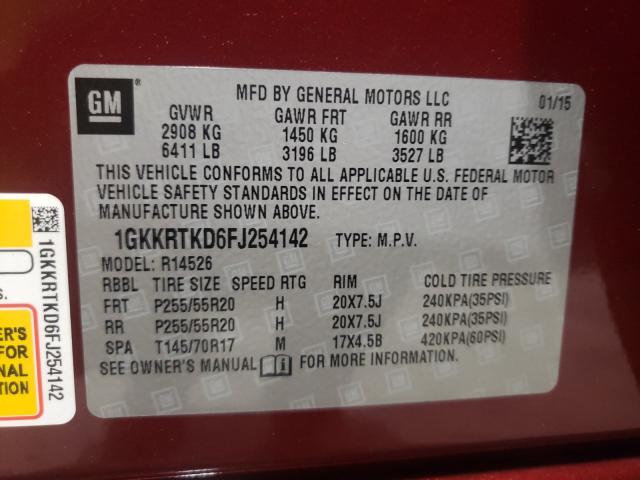 GM
MFD BY GENERAL MOTORS LLC 01/15
GVWR GAWR FRT GAWR RR
2908 KG 1450 KG 1600 KG
6411 LB 3196 LB 3527 LB
THIS VEHICLE CONFORMS TO ALL APPLICABLE U.S. FEDERAL MOTOR
VEHICLE SAFETY STANDARDS IN EFFECT ON THE DATE OF
MANUFACTURE SHOWN ABOVE.
1GKKRTKD6FJ254142 TYPE: M.P.V.
MODEL: R14526
RBBL TIRE SIZE SPEED RTG RIM COLD TIRE PRESSURE
FRT P255/55R20 H 20X7.5J 240KPA(35PSI)
RR P255/55R20 H 20X7.5J 240KPA(35PSI)
SPA T145/70R17 M 17X4.5B 420KPA(60PSI)
SEE OWNER'S MANUAL FOR MORE INFORMATION.
1GKKRTKD6FJ254142
FOR